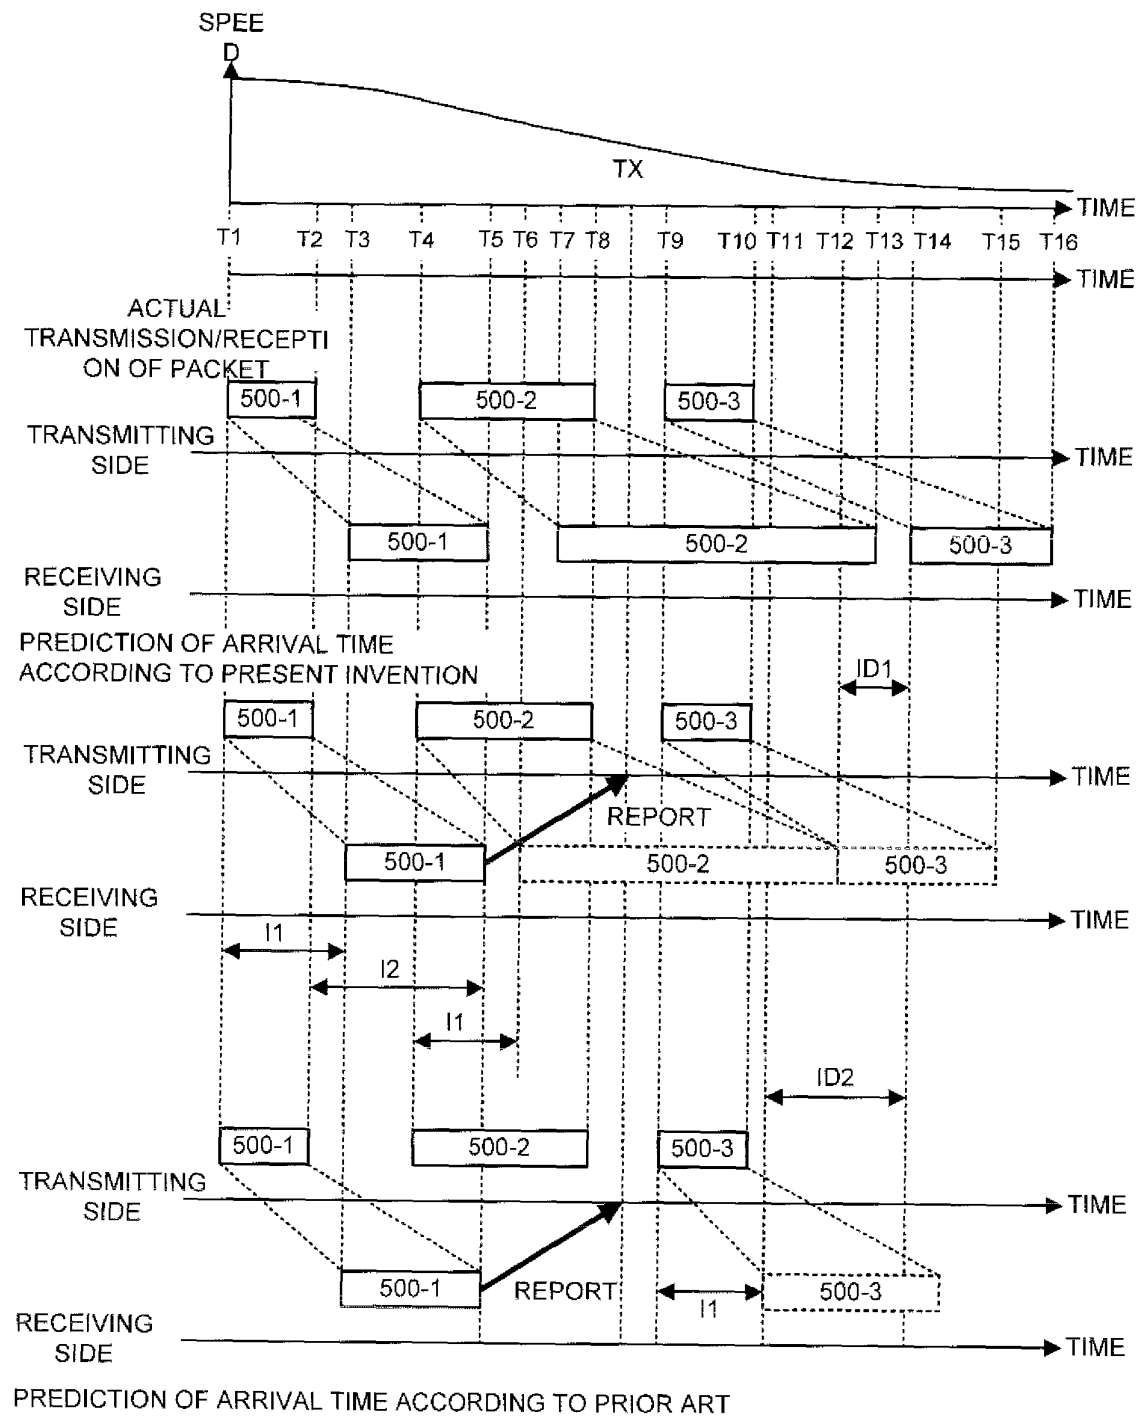 SPEE
D
TX
TIME
T1 T2 T3 T4 T5 T6 T7 T8 T9 T10 T11 T12 T13 T14 T15 T16
TIME
ACTUAL
TRANSMISSION/RECEPTI
ON OF PACKET
500-1 500-2 500-3
TRANSMITTING
SIDE
TIME
500-1 500-2 500-3
RECEIVING
SIDE
TIME
PREDICTION OF ARRIVAL TIME
ACCORDING TO PRESENT INVENTION
ID1
500-1 500-2 500-3
TRANSMITTING
SIDE
TIME
REPORT
500-1 500-2 500-3
RECEIVING
SIDE
TIME
I1
I2
I1
ID2
500-1 500-2 500-3
TRANSMITTING
SIDE
TIME
500-1 REPORT I1 500-3
RECEIVING
SIDE
TIME
PREDICTION OF ARRIVAL TIME ACCORDING TO PRIOR ART